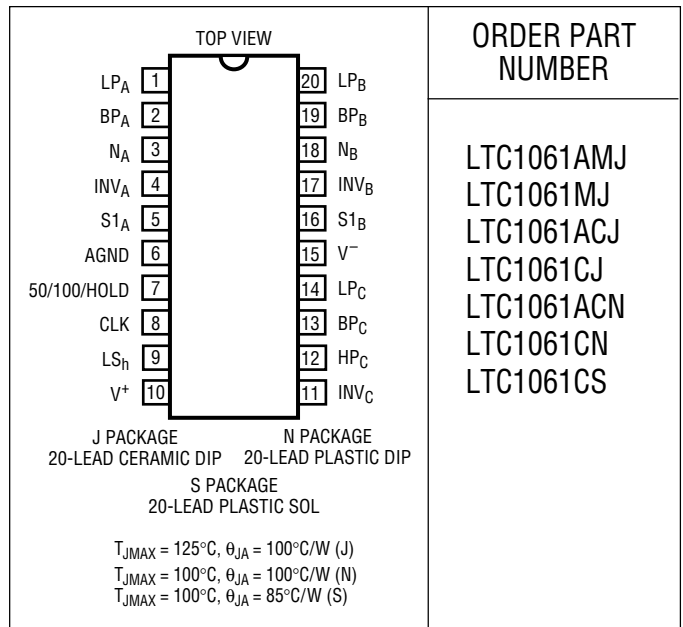 TOP VIEW
LPA 1
BPA 2
NA 3
INVA 4
S1A 5
AGND 6
50/100/HOLD 7
CLK 8
LSh 9
V+ 10
20 LPB
19 BPB
18 NB
17 INVB
16 S1B
15 V−
14 LPC
13 BPC
12 HPC
11 INVC
J PACKAGE
20-LEAD CERAMIC DIP
N PACKAGE
20-LEAD PLASTIC DIP
S PACKAGE
20-LEAD PLASTIC SOL
TJMAX = 125°C, θJA = 100°C/W (J)
TJMAX = 100°C, θJA = 100°C/W (N)
TJMAX = 100°C, θJA = 85°C/W (S)
ORDER PART
NUMBER
LTC1061AMJ
LTC1061MJ
LTC1061ACJ
LTC1061CJ
LTC1061ACN
LTC1061CN
LTC1061CS